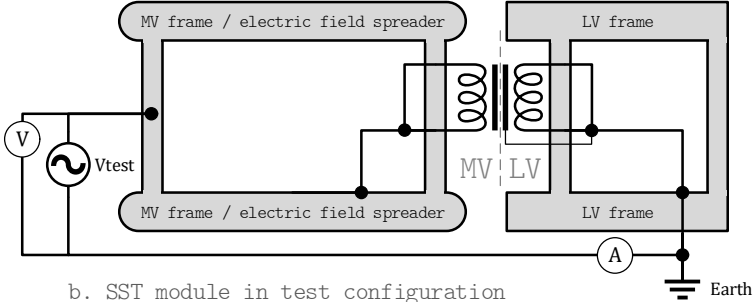 MV frame / electric field spreader
LV frame
V
Vtest
MV LV
MV frame / electric field spreader
LV frame
A
Earth
b. SST module in test configuration